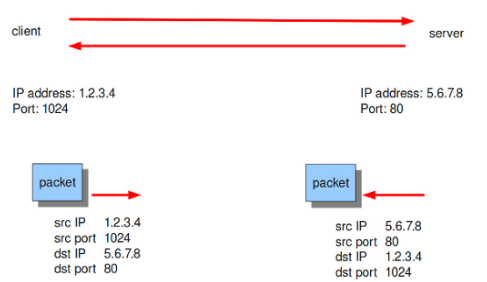 client
server
IP address: 1.2.3.4
Port: 1024
IP address: 5.6.7.8
Port: 80
packet
src IP 1.2.3.4
src port 1024
dst IP 5.6.7.8
dst port 80
packet
src IP 5.6.7.8
src port 80
dst IP 1.2.3.4
dst port 1024